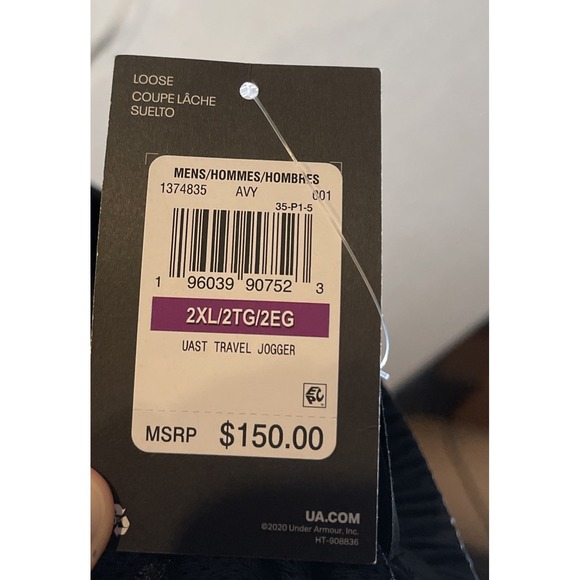 LOOSE
COUPE LÂCHE
SUELTO
MENS/HOMMES/HOMBRES
1374835 AVY 001
35-P1-5
1 96039 90752 3
2XL/2TG/2EG
UAST TRAVEL JOGGER
MSRP $150.00
UA.COM
©2020 Under Armour, Inc.
HT-908836